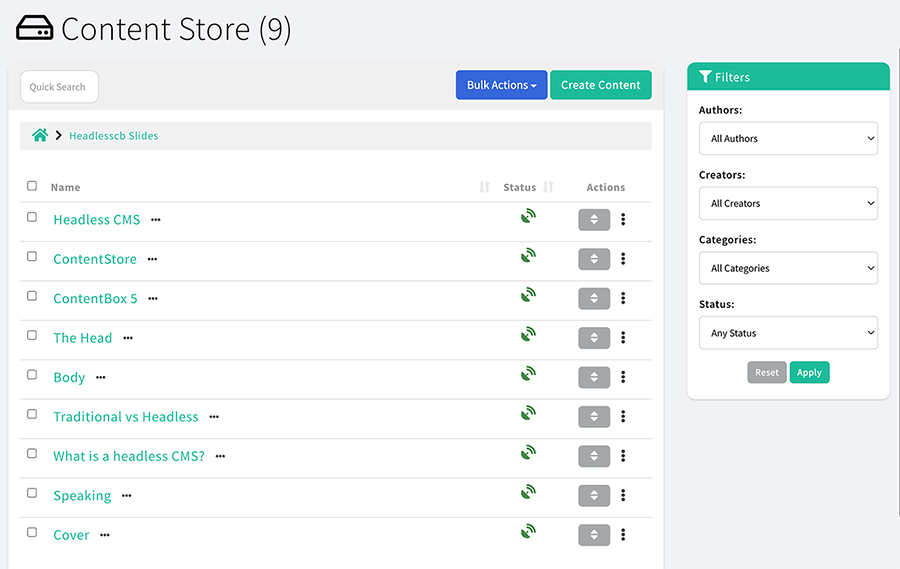 Content Store (9)
Quick Search
Bulk Actions
Create Content
Headlesscb Slides
Name Status Actions
Headless CMS
ContentStore
ContentBox 5
The Head
Body
Traditional vs Headless
What is a headless CMS?
Speaking
Cover
Filters
Authors:
All Authors
Creators:
All Creators
Categories:
All Categories
Status:
Any Status
Reset Apply